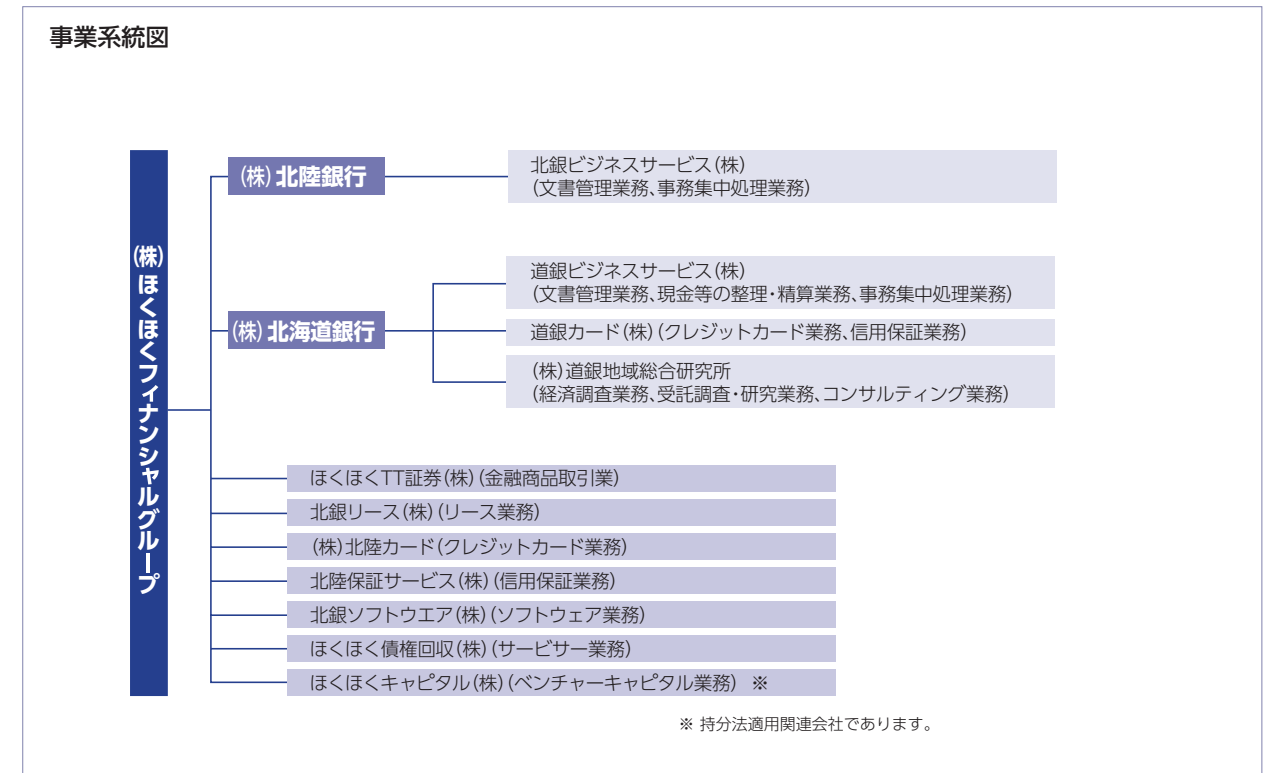 事業系統図
(株)ほくほくフィナンシャルグループ
(株)北陸銀行
北銀ビジネスサービス(株)
(文書管理業務、事務集中処理業務)
(株)北海道銀行
道銀ビジネスサービス(株)
(文書管理業務、現金等の整理・精算業務、事務集中処理業務)
道銀カード(株)(クレジットカード業務、信用保証業務)
(株)道銀地域総合研究所
(経済調査業務、受託調査・研究業務、コンサルティング業務)
ほくほくTT証券(株)(金融商品取引業)
北銀リース(株)(リース業務)
(株)北陸カード(クレジットカード業務)
北陸保証サービス(株)(信用保証業務)
北銀ソフトウエア(株)(ソフトウェア業務)
ほくほく債権回収(株)(サービサー業務)
ほくほくキャピタル(株)(ベンチャーキャピタル業務) ※
※ 持分法適用関連会社であります。